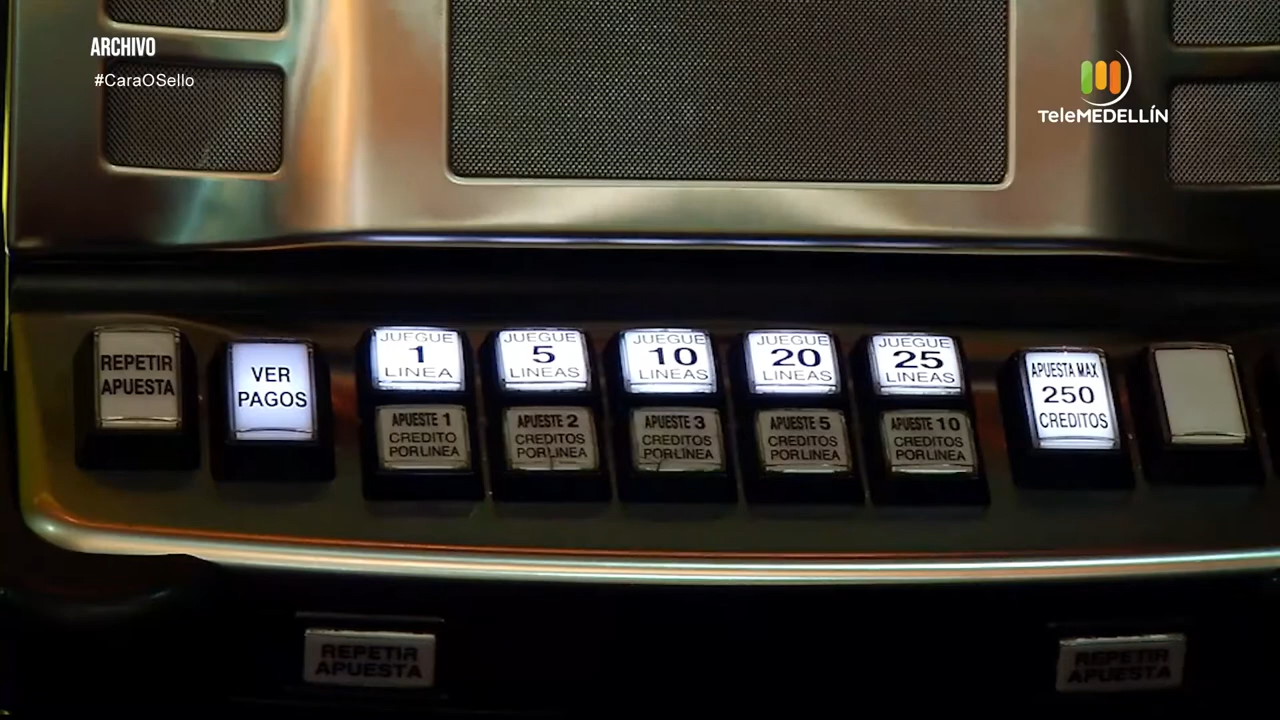 ARCHIVO
#CaraOSello
TeleMEDELLÍN
REPETIR
APUESTA
VER
PAGOS
JUEGUE
1
LINEA
APUESTE 1
CREDITO
POR LINEA
JUEGUE
5
LINEAS
APUESTE 2
CREDITOS
POR LINEA
JUEGUE
10
LINEAS
APUESTE 3
CREDITOS
POR LINEA
JUEGUE
20
LINEAS
APUESTE 5
CREDITOS
POR LINEA
JUEGUE
25
LINEAS
APUESTE 10
CREDITOS
POR LINEA
APUESTA MAX
250
CREDITOS
REPETIR
APUESTA
REPETIR
APUESTA